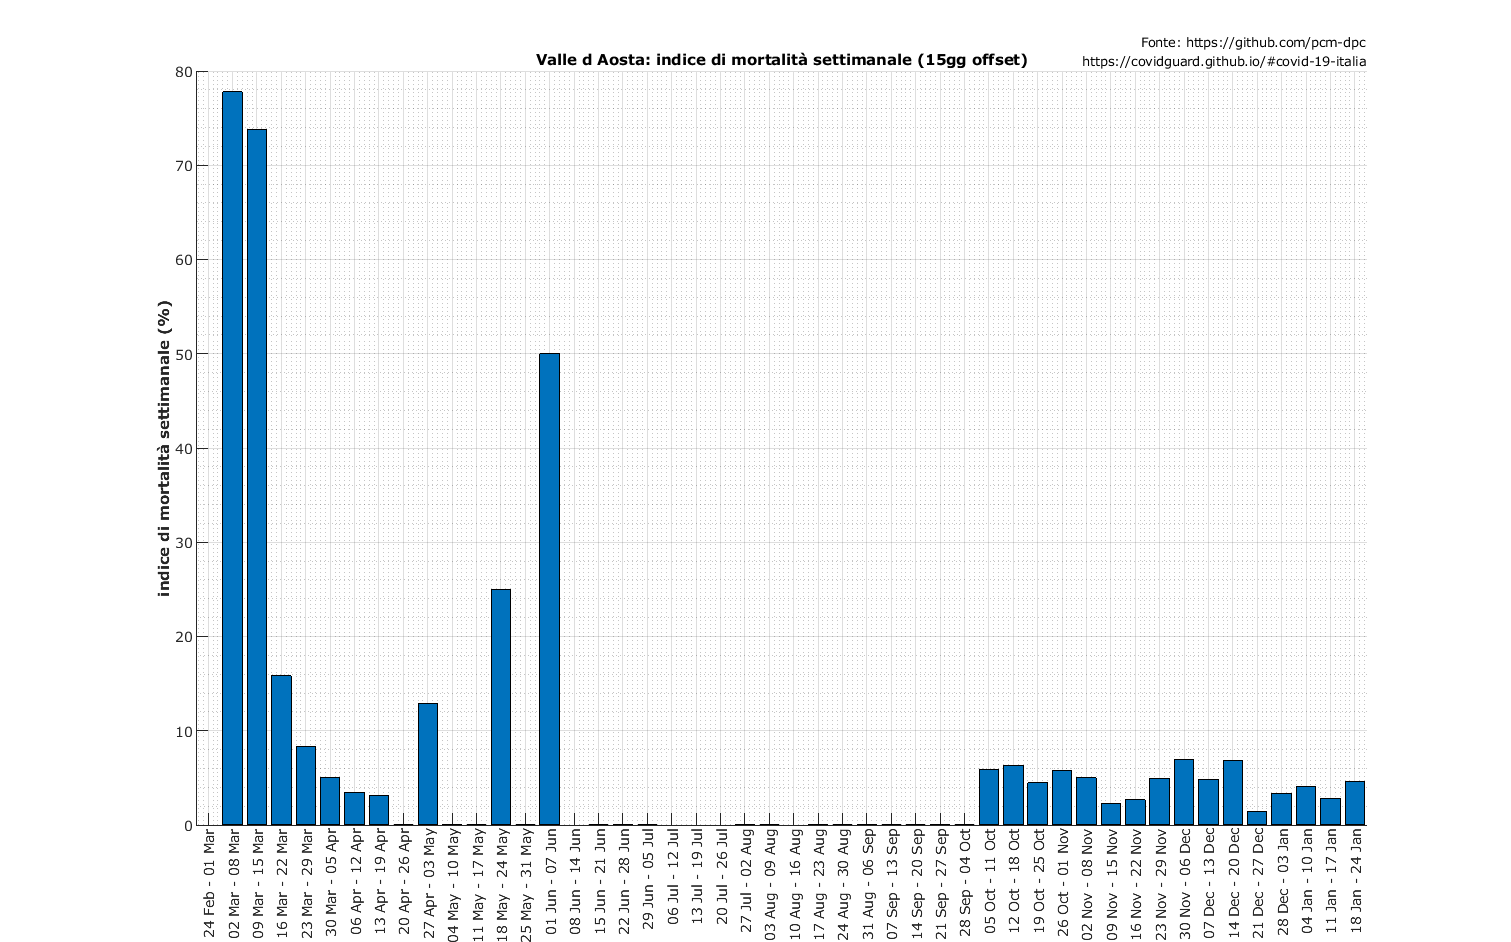 Fonte: https://github.com/pcm-dpc
Valle d Aosta: indice di mortalità settimanale (15gg offset)
https://covidguard.github.io/#covid-19-italia
indice di mortalità settimanale (%)
80
70
60
50
40
30
20
10
0
24 Feb - 01 Mar
02 Mar - 08 Mar
09 Mar - 15 Mar
16 Mar - 22 Mar
23 Mar - 29 Mar
30 Mar - 05 Apr
06 Apr - 12 Apr
13 Apr - 19 Apr
20 Apr - 26 Apr
27 Apr - 03 May
04 May - 10 May
11 May - 17 May
18 May - 24 May
25 May - 31 May
01 Jun - 07 Jun
08 Jun - 14 Jun
15 Jun - 21 Jun
22 Jun - 28 Jun
29 Jun - 05 Jul
06 Jul - 12 Jul
13 Jul - 19 Jul
20 Jul - 26 Jul
27 Jul - 02 Aug
03 Aug - 09 Aug
10 Aug - 16 Aug
17 Aug - 23 Aug
24 Aug - 30 Aug
31 Aug - 06 Sep
07 Sep - 13 Sep
14 Sep - 20 Sep
21 Sep - 27 Sep
28 Sep - 04 Oct
05 Oct - 11 Oct
12 Oct - 18 Oct
19 Oct - 25 Oct
26 Oct - 01 Nov
02 Nov - 08 Nov
09 Nov - 15 Nov
16 Nov - 22 Nov
23 Nov - 29 Nov
30 Nov - 06 Dec
07 Dec - 13 Dec
14 Dec - 20 Dec
21 Dec - 27 Dec
28 Dec - 03 Jan
04 Jan - 10 Jan
11 Jan - 17 Jan
18 Jan - 24 Jan